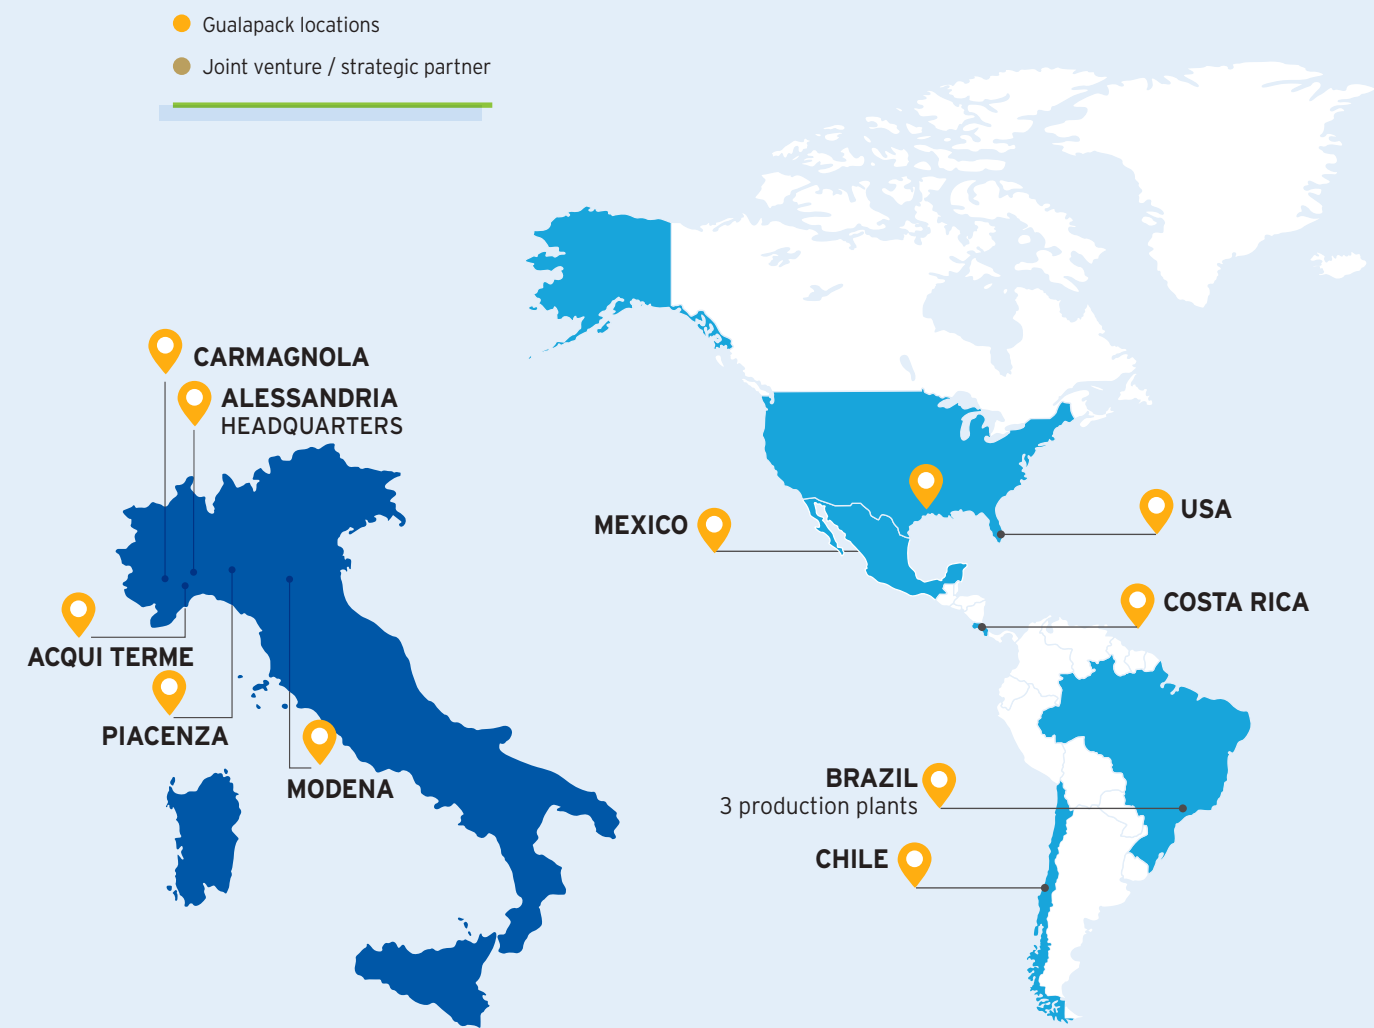 Gualapack locations
Joint venture / strategic partner
CARMAGNOLA
ALESSANDRIA
HEADQUARTERS
ACQUI TERME
PIACENZA
MODENA
MEXICO
USA
COSTA RICA
BRAZIL
3 production plants
CHILE